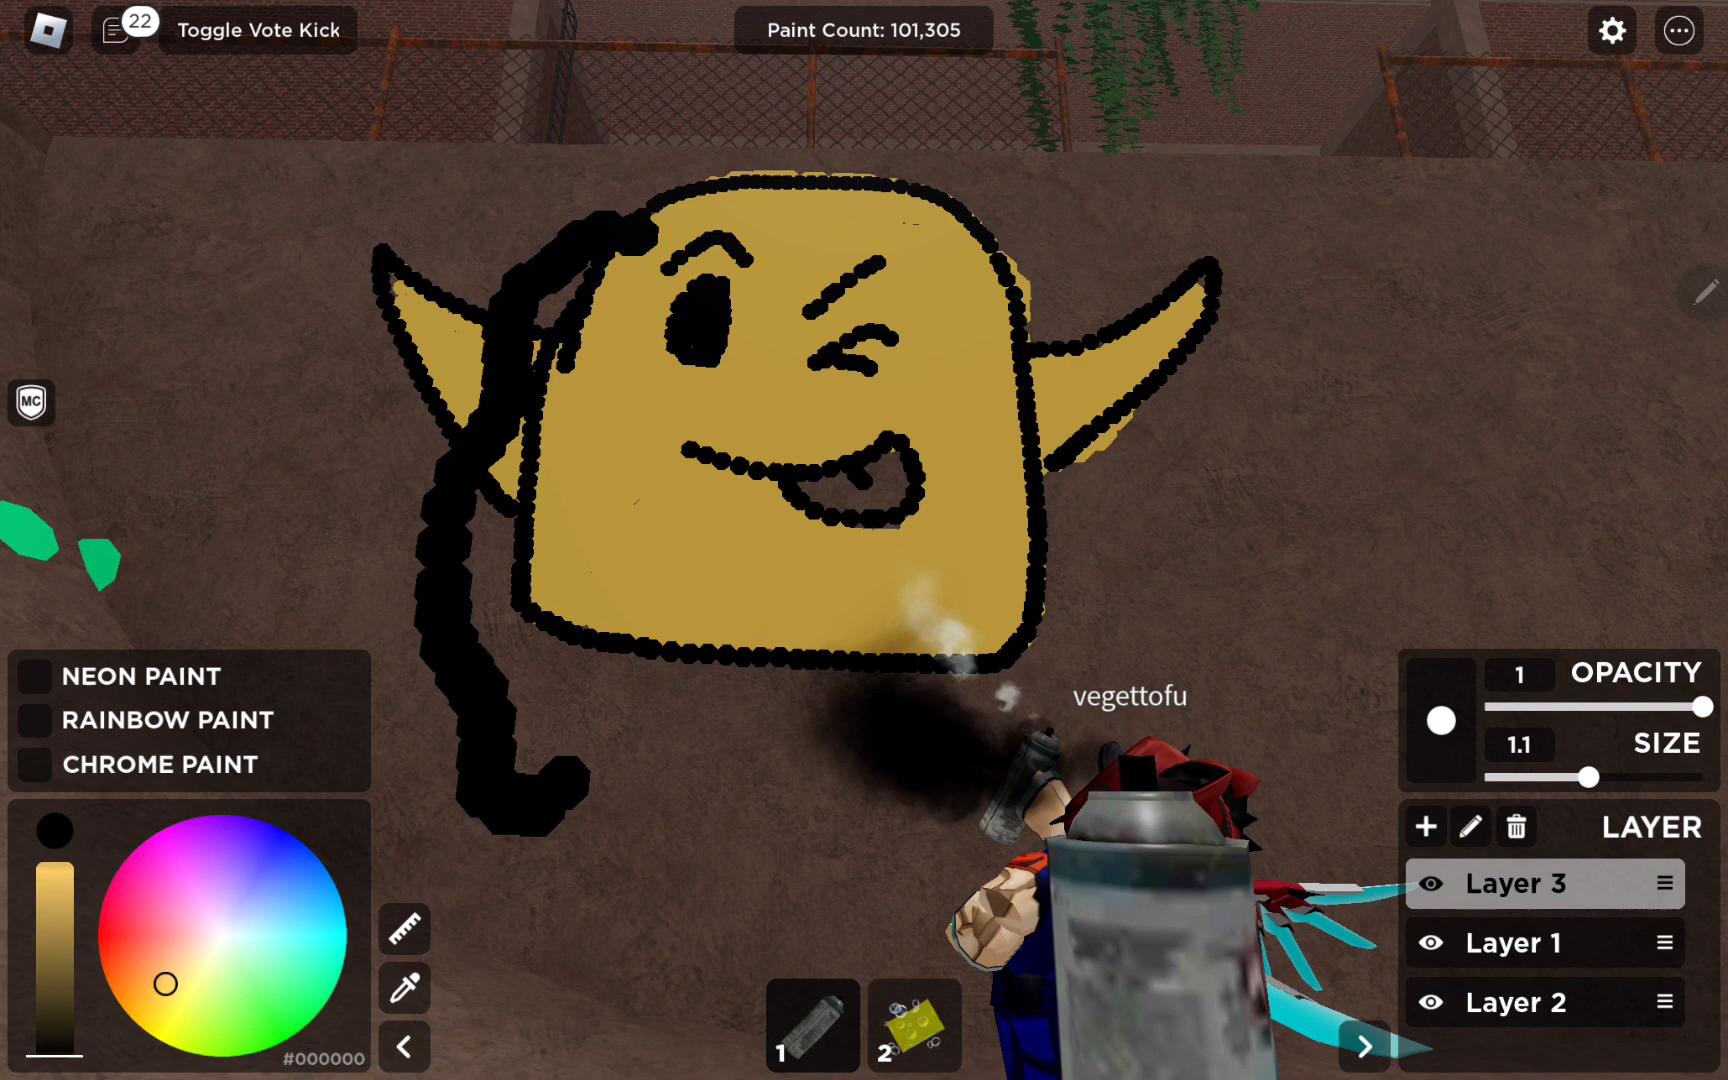 22
Toggle Vote Kick
Paint Count: 101,305
MC
vegettofu
NEON PAINT
RAINBOW PAINT
CHROME PAINT
#000000
1
2
1 OPACITY
1.1 SIZE
LAYER
Layer 3
Layer 1
Layer 2